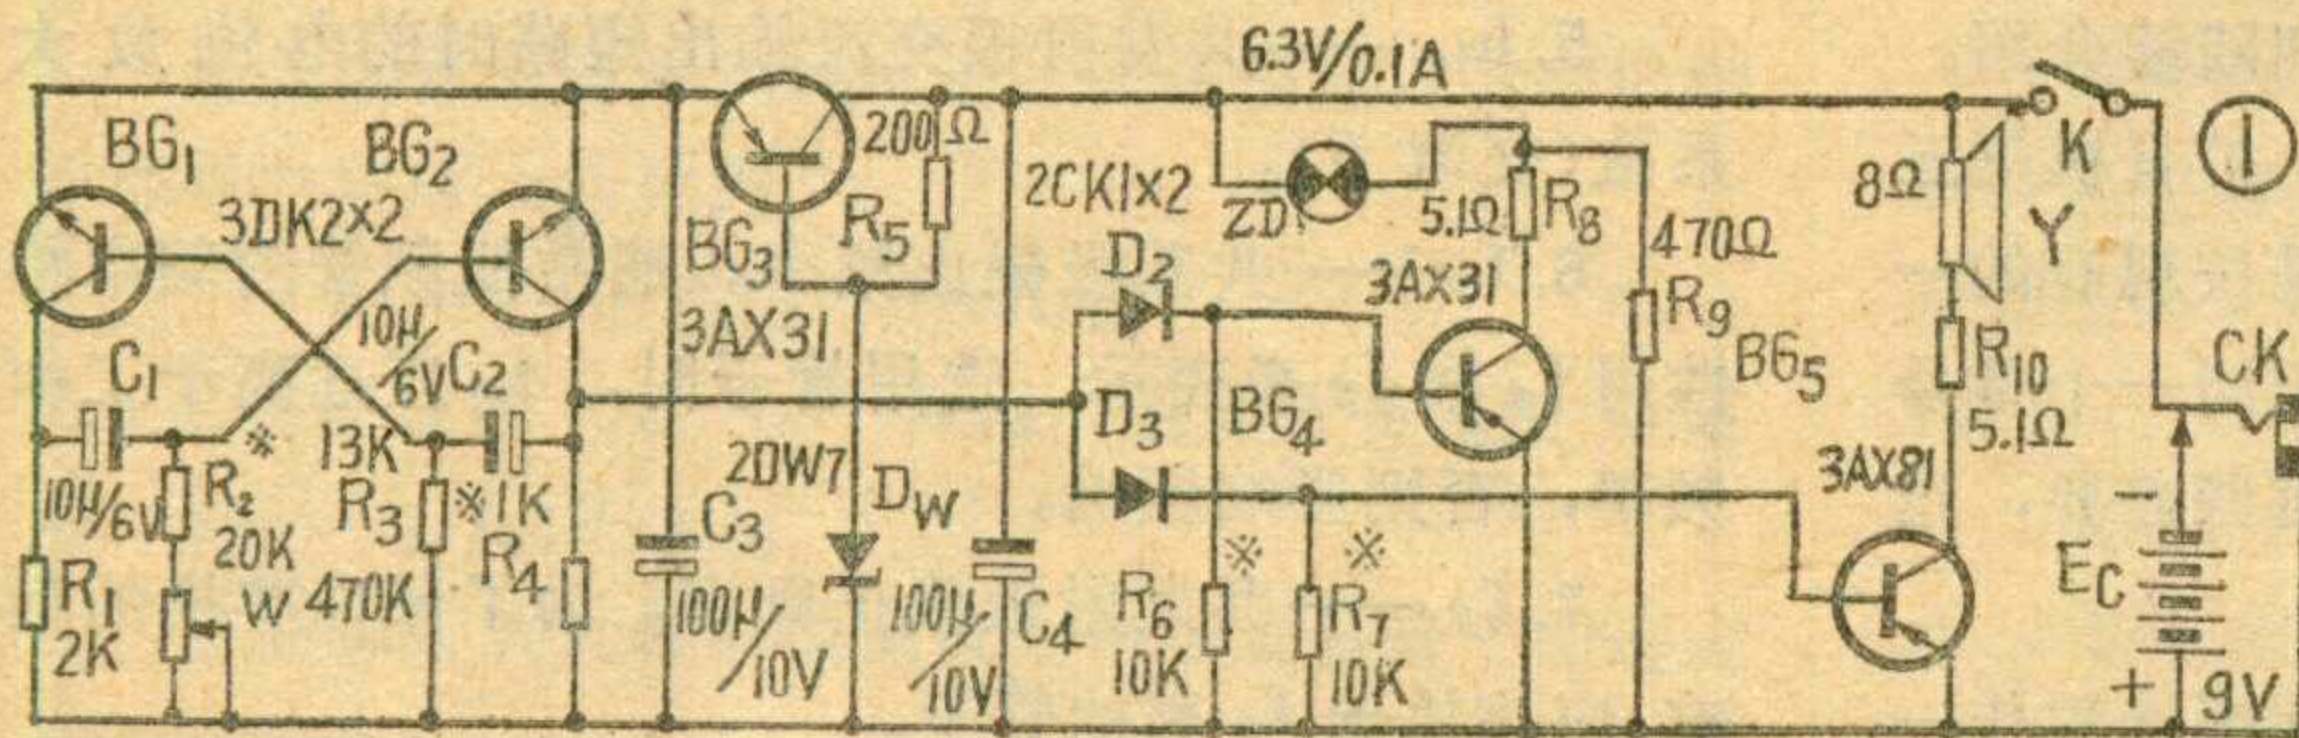 6.3V/0.1A
①
BG₁
BG₂
3DK2×2
200Ω
R₅
BG₃
3AX31
2CK1×2
ZD
5.1Ω
R₈
8Ω
K
Y
470Ω
R₉
D₂
3AX31
BG₅
R₁₀
5.1Ω
CK
C₁
10μ/6V
C₂
D₃
BG₄
3AX81
10μ/6V
R₂
※
20K
W
13K
R₃
470K
※
1K
R₄
2DW7
D_W
C₃
100μ/10V
100μ/10V
C₄
R₁
2K
※
R₆
10K
※
R₇
10K
−
E_C
+
9V